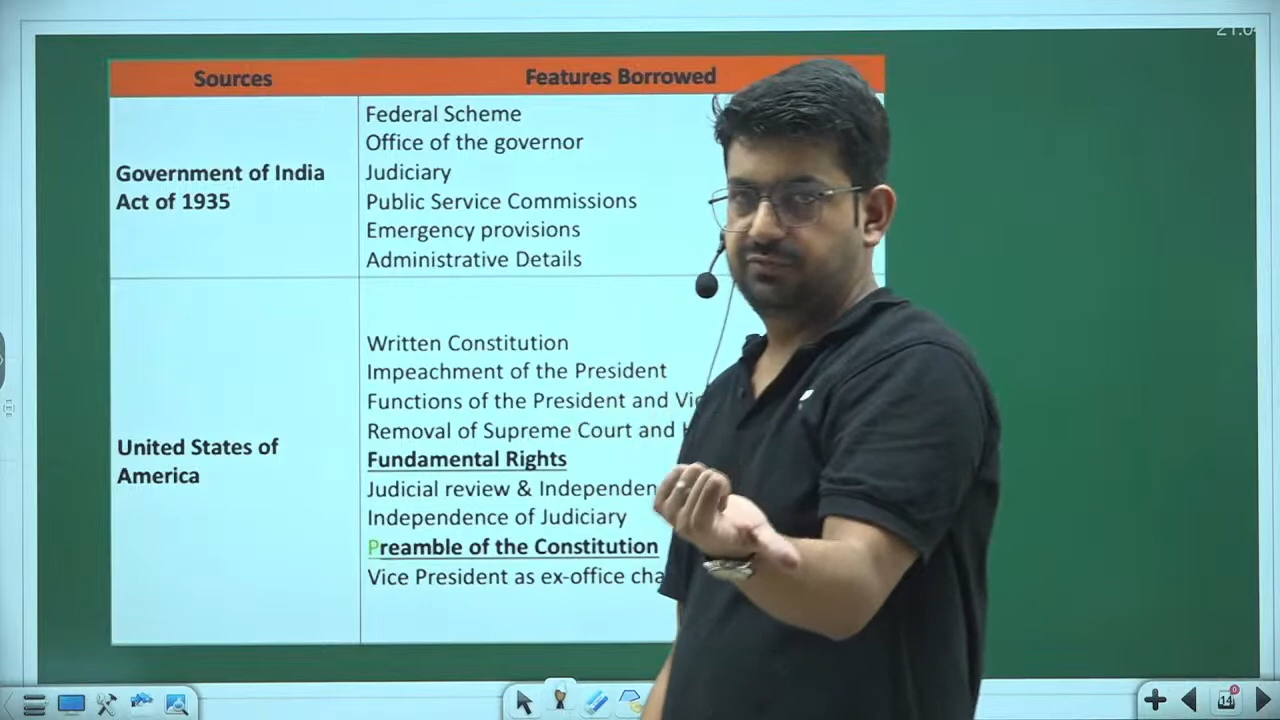 Sources
Features Borrowed
Government of India
Act of 1935
Federal Scheme
Office of the governor
Judiciary
Public Service Commissions
Emergency provisions
Administrative Details
United States of
America
Written Constitution
Impeachment of the President
Functions of the President and
Removal of Supreme Court and
Fundamental Rights
Judicial review &
Independence of Judiciary
Preamble of the Constitution
Vice President as ex-office
14